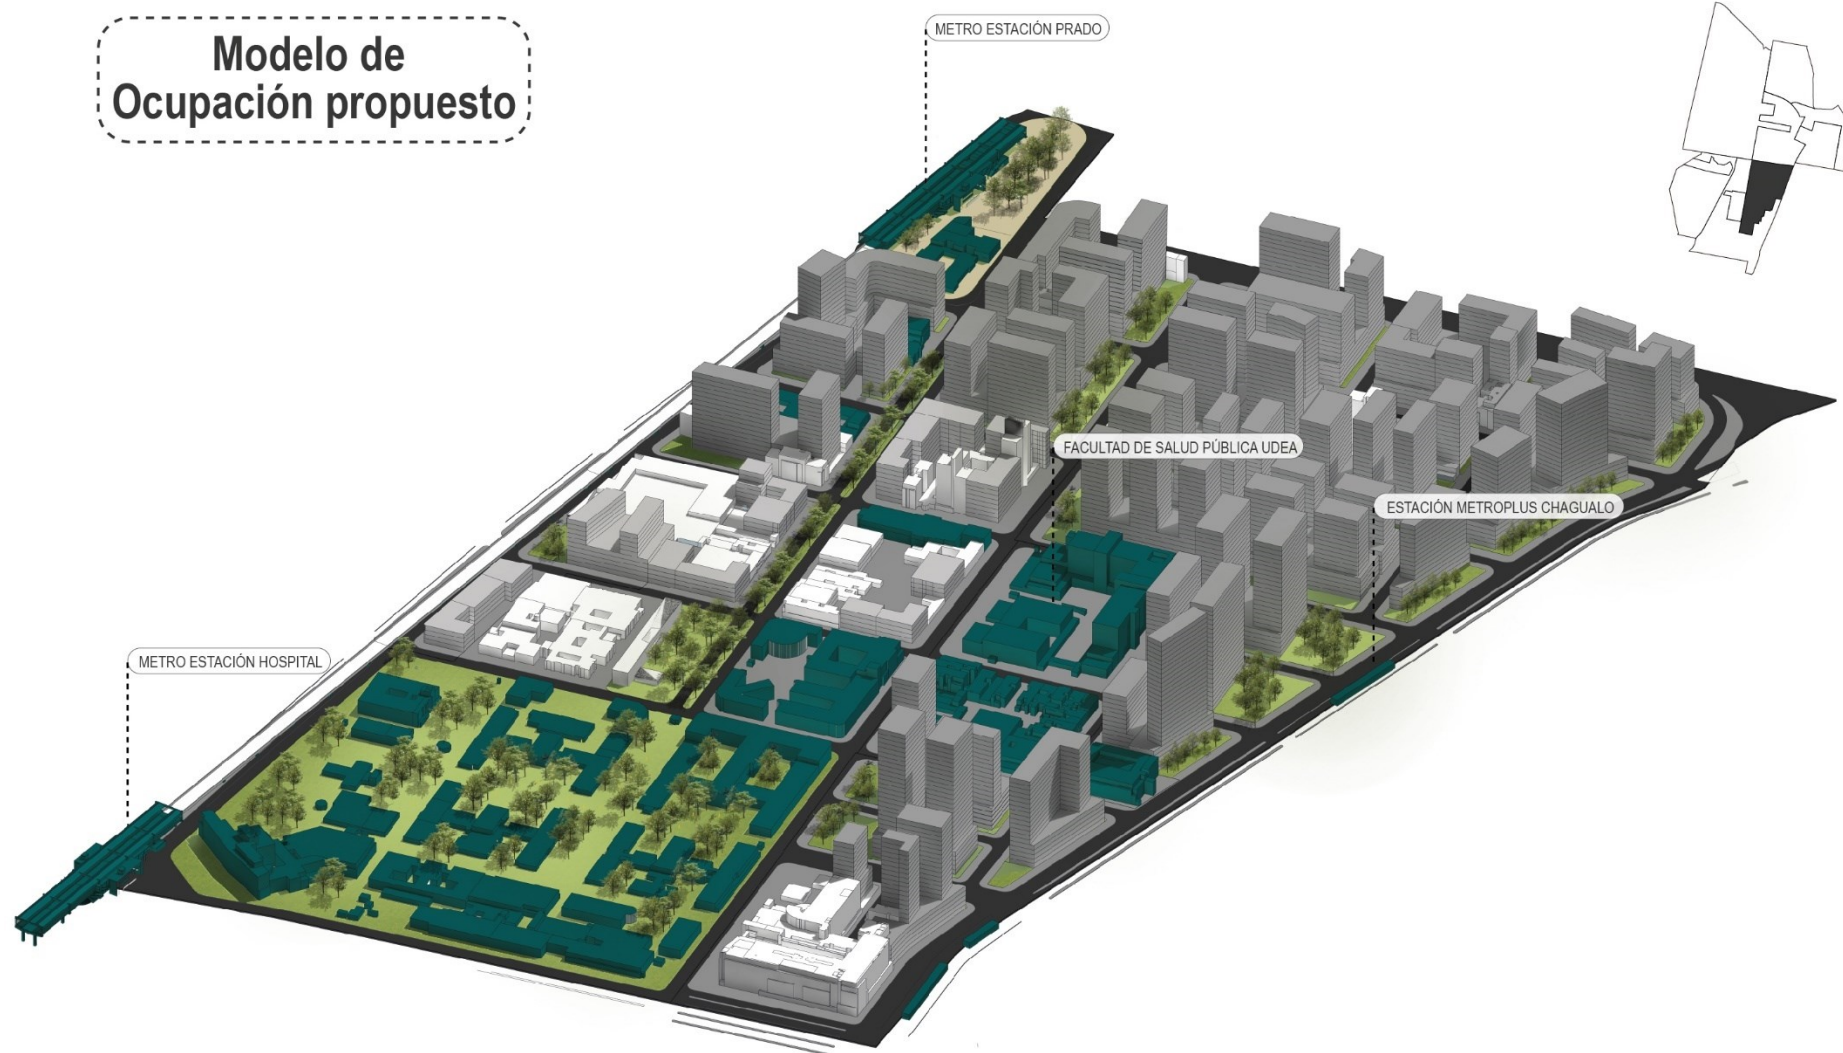 Modelo de
Ocupación propuesto
METRO ESTACIÓN PRADO
FACULTAD DE SALUD PÚBLICA UDEA
ESTACIÓN METROPLUS CHAGUALO
METRO ESTACIÓN HOSPITAL